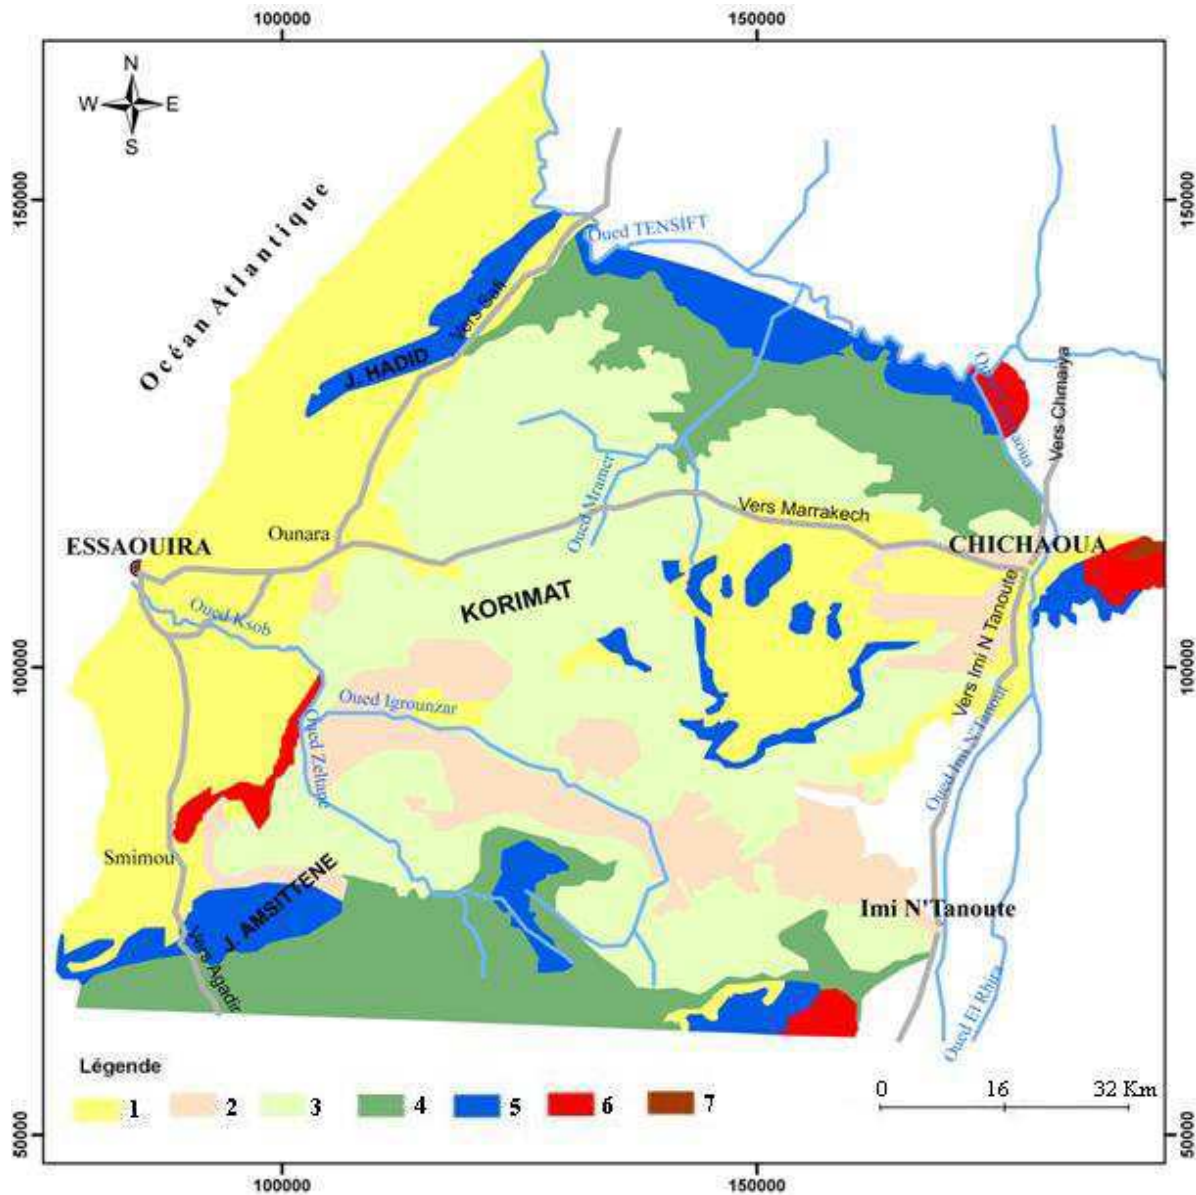 100000 150000
N
W E
S
150000
150000
Océan Atlantique
Oued TENSIFT
Vers Safi
J. HADID
Vers Chmaiya
Oued Mramer
Vers Marrakech
Ounara
ESSAOUIRA
CHICHAOUA
KORIMAT
Oued Ksob
Vers Imi N Tanoute
100000
100000
Oued Igrounzar
Oued Zeltane
Oued Imi N'Tanout
Smimou
J. AMSITTENE
Imi N'Tanoute
Vers Agadir
Oued El Rhira
Légende
1 2 3 4 5 6 7
0 16 32 Km
50000
50000
100000 150000